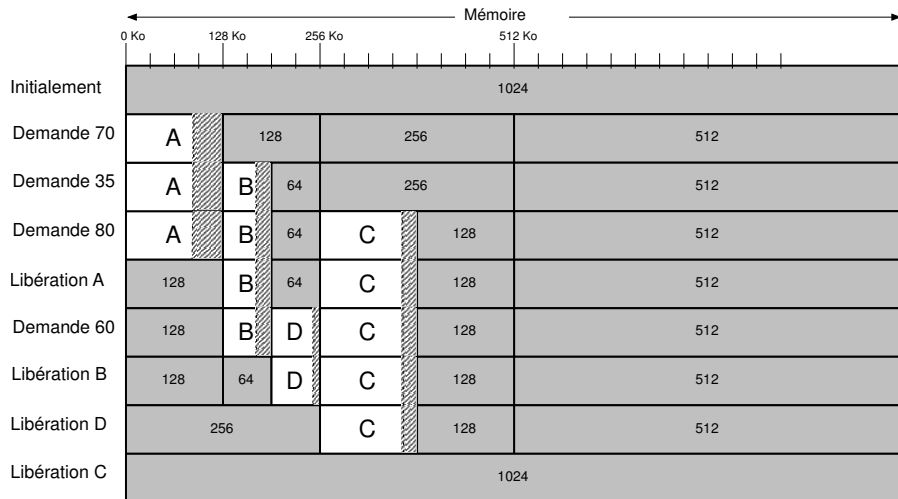 Mémoire
0 Ko 128 Ko 256 Ko 512 Ko
Initialement 1024
Demande 70 A 128 256 512
Demande 35 A B 64 256 512
Demande 80 A B 64 C 128 512
Libération A 128 B 64 C 128 512
Demande 60 128 B D C 128 512
Libération B 128 64 D C 128 512
Libération D 256 C 128 512
Libération C 1024